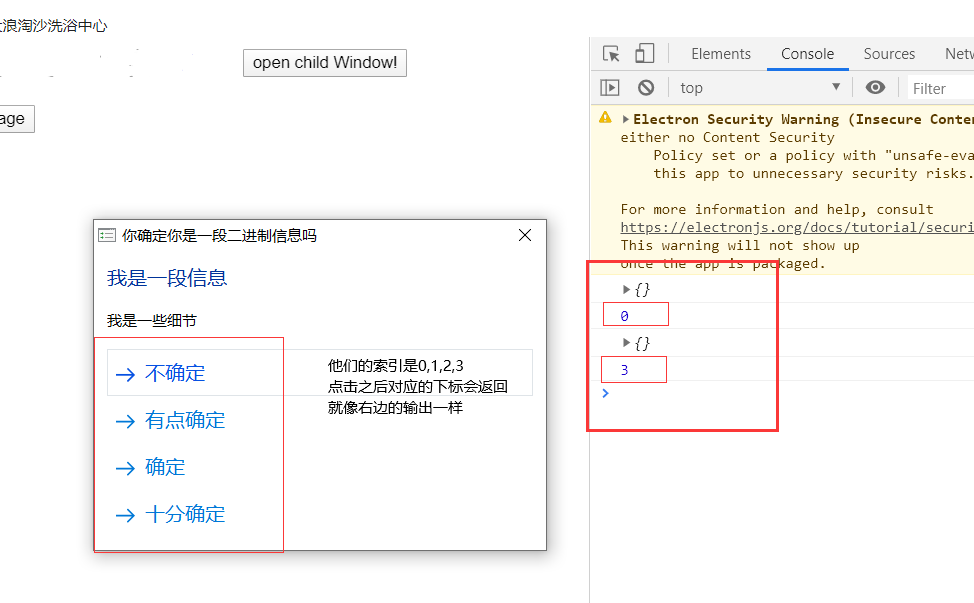 浪淘沙洗浴中心
open child Window!
age
Elements
Console
Sources
Netw
top
Filter
Electron Security Warning (Insecure Conten
either no Content Security
Policy set or a policy with "unsafe-eva
this app to unnecessary security risks.
For more information and help, consult
https://electronjs.org/docs/tutorial/securi
This warning will not show up
once the app is packaged.
{}
0
{}
3
你确定你是一段二进制信息吗
我是一段信息
我是一些细节
不确定
有点确定
确定
十分确定
他们的索引是0,1,2,3
点击之后对应的下标会返回
就像右边的输出一样